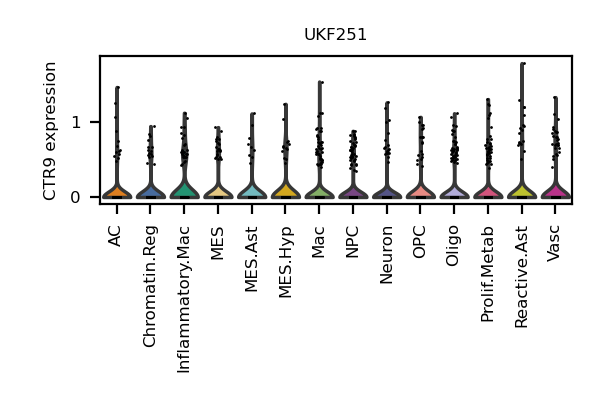 UKF251
CTR9 expression
1
0
AC
Chromatin.Reg
Inflammatory.Mac
MES
MES.Ast
MES.Hyp
Mac
NPC
Neuron
OPC
Oligo
Prolif.Metab
Reactive.Ast
Vasc